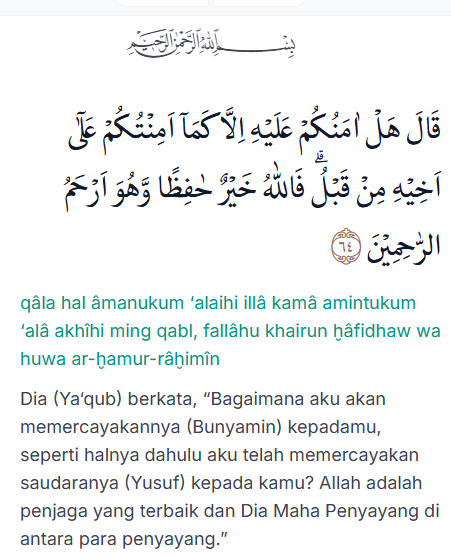 بِسْمِ اللّٰهِ الرَّحْمٰنِ الرَّحِيْمِ
قَالَ هَلْ اٰمَنُكُمْ عَلَيْهِ اِلَّا كَمَآ اَمِنْتُكُمْ عَلٰٓى
اَخِيْهِ مِنْ قَبْلُۗ فَاللّٰهُ خَيْرٌ حٰفِظًا وَّهُوَ اَرْحَمُ
الرّٰحِمِيْنَ ٦٤
qâla hal âmanukum ‘alaihi illâ kamâ amintukum
‘alâ akhîhi ming qabl, fallâhu khairun ḫâfidhaw wa
huwa ar-ḫamur-râḫimîn
Dia (Ya‘qub) berkata, “Bagaimana aku akan
memercayakannya (Bunyamin) kepadamu,
seperti halnya dahulu aku telah memercayakan
saudaranya (Yusuf) kepada kamu? Allah adalah
penjaga yang terbaik dan Dia Maha Penyayang di
antara para penyayang.”